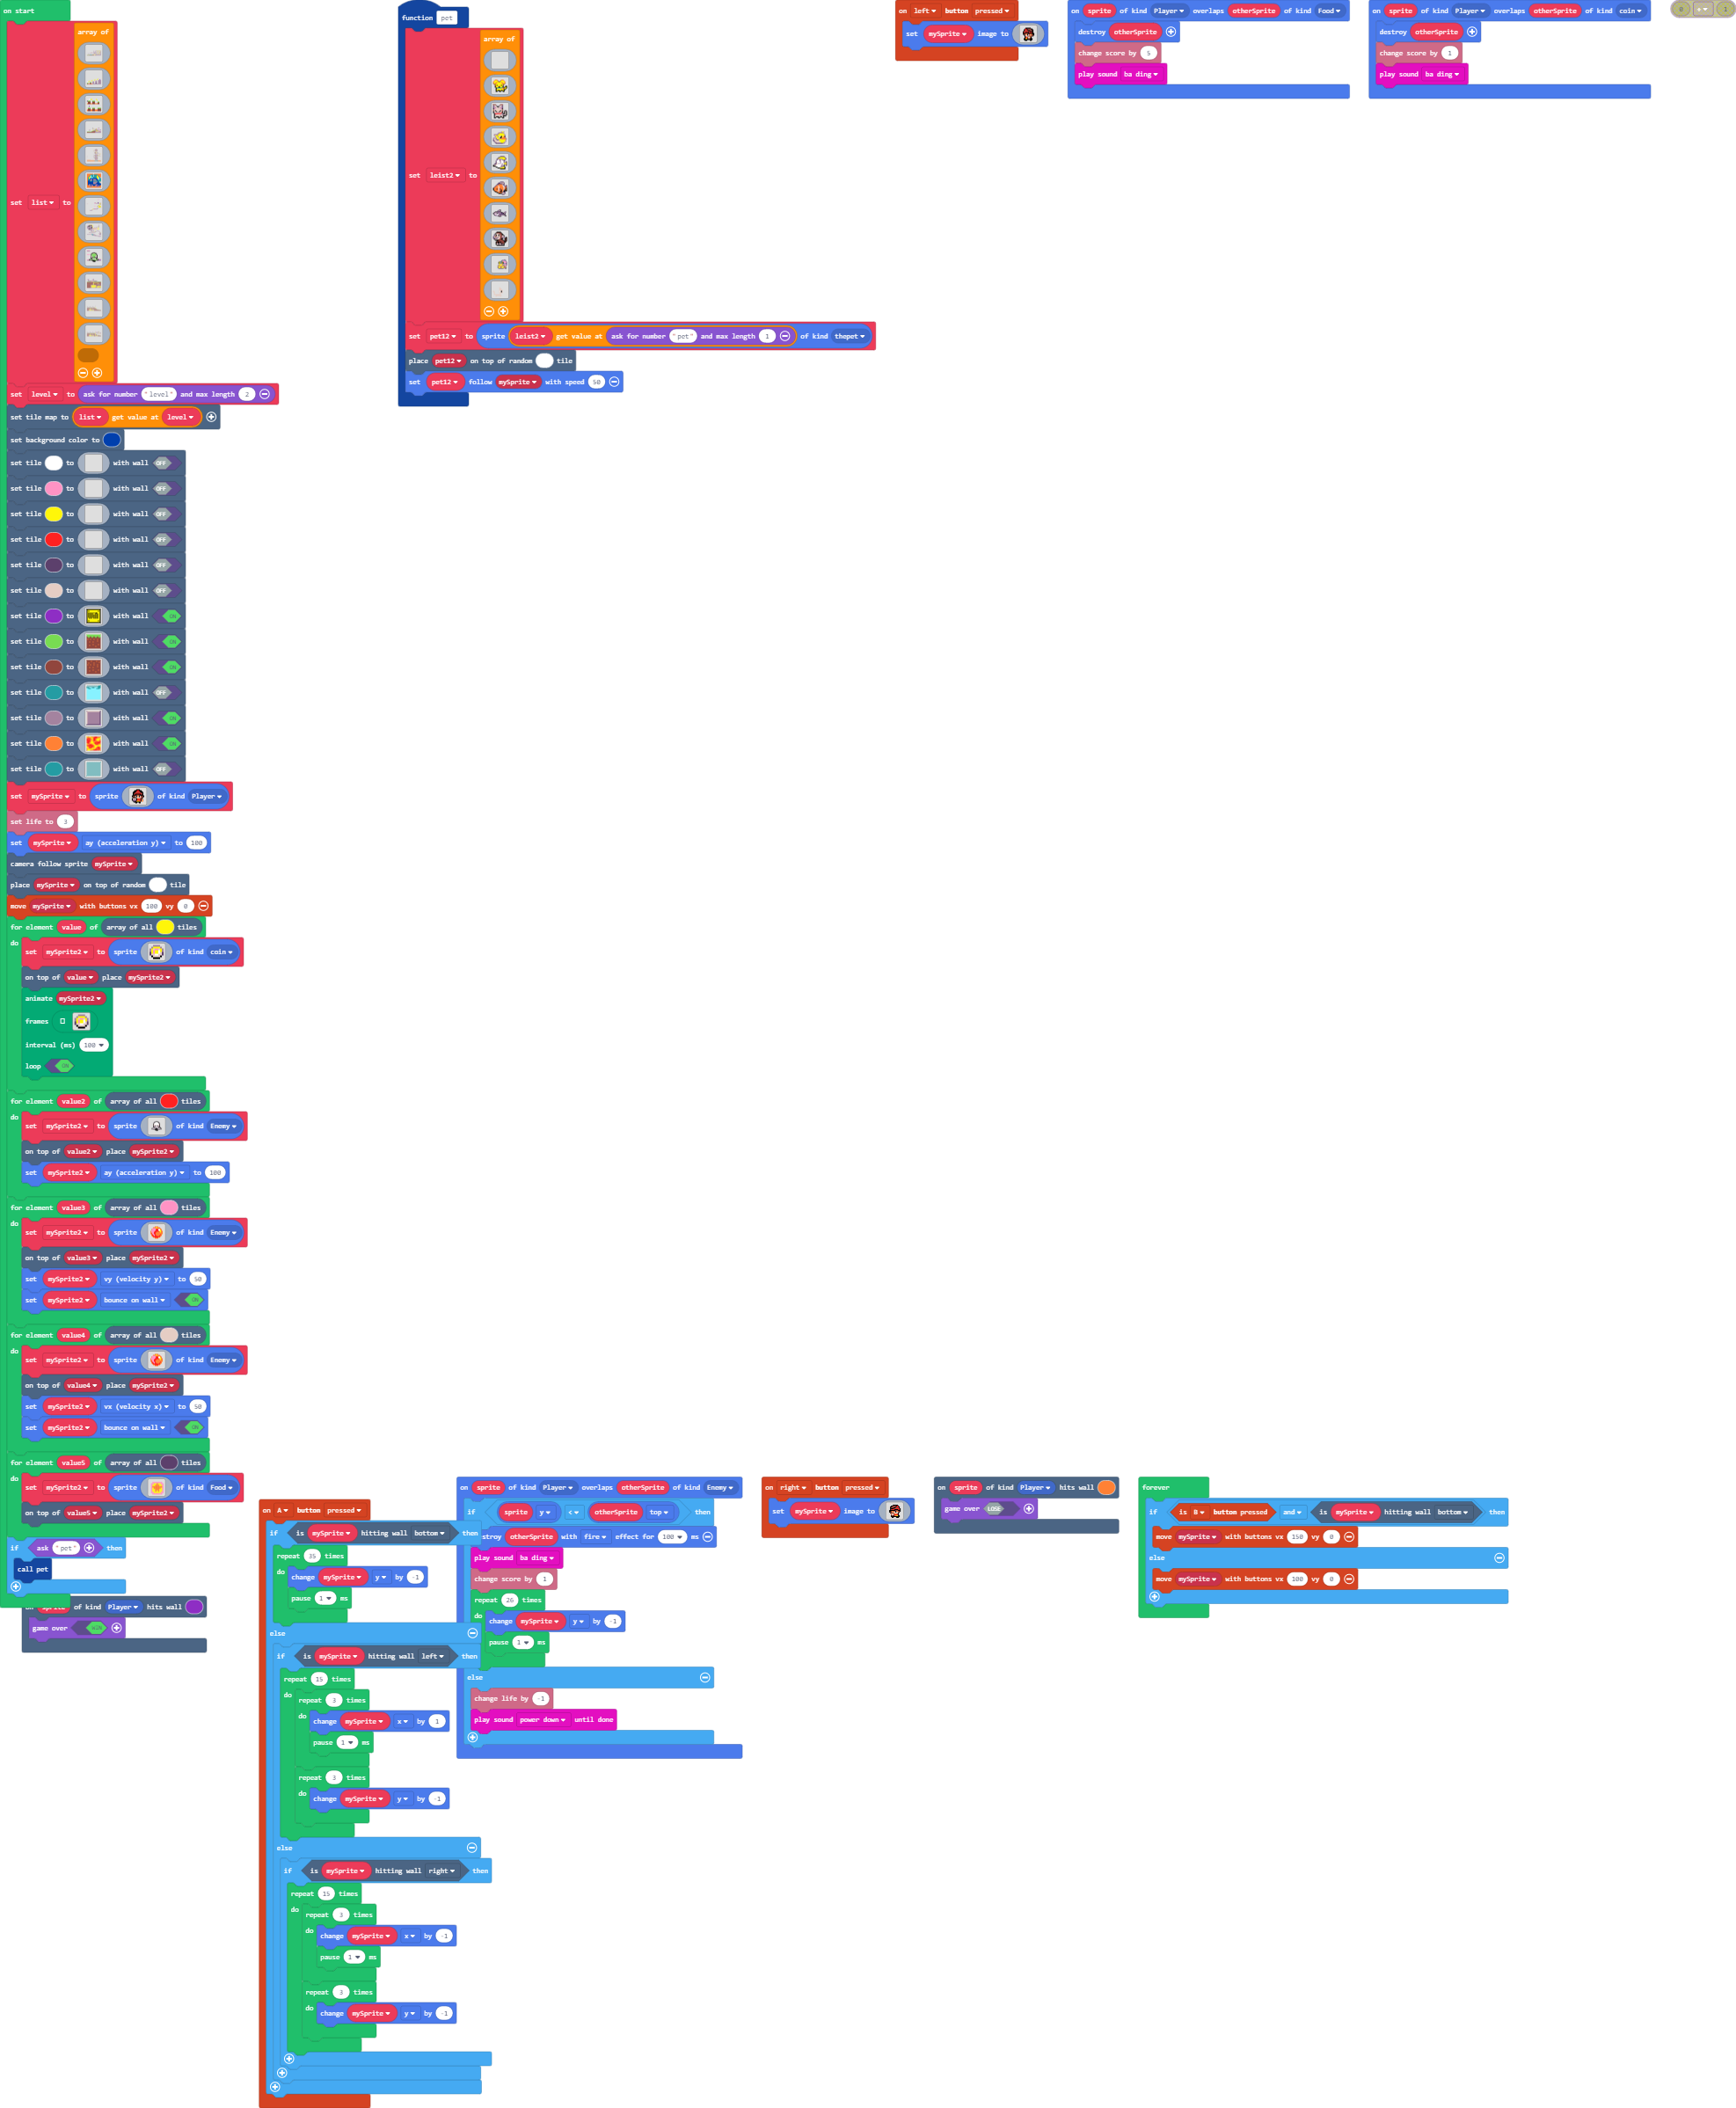 on start
array of
set list to
set level to ask for number "level" and max length 2
set tile map to list get value at level
set background color to
set tile to with wall OFF
set tile to with wall OFF
set tile to with wall OFF
set tile to with wall OFF
set tile to with wall OFF
set tile to with wall OFF
set tile to with wall ON
set tile to with wall ON
set tile to with wall ON
set tile to with wall OFF
set tile to with wall ON
set tile to with wall ON
set tile to with wall OFF
set mySprite to sprite of kind Player
set life to 3
set mySprite ay (acceleration y) to 100
camera follow sprite mySprite
place mySprite on top of random tile
move mySprite with buttons vx 100 vy 0
for element value of array of all tiles
do
set mySprite2 to sprite of kind coin
on top of value place mySprite2
animate mySprite2
frames
interval (ms) 100
loop ON
for element value2 of array of all tiles
do
set mySprite2 to sprite of kind Enemy
on top of value2 place mySprite2
set mySprite2 ay (acceleration y) to 100
for element value3 of array of all tiles
do
set mySprite2 to sprite of kind Enemy
on top of value3 place mySprite2
set mySprite2 vy (velocity y) to 50
set mySprite2 bounce on wall ON
for element value4 of array of all tiles
do
set mySprite2 to sprite of kind Enemy
on top of value4 place mySprite2
set mySprite2 vx (velocity x) to 50
set mySprite2 bounce on wall ON
for element value5 of array of all tiles
do
set mySprite2 to sprite of kind Food
on top of value5 place mySprite2
if ask "pet" then
call pet
of kind Player hits wall
game over WIN
function pet
array of
set leist2 to
set pet12 to sprite leist2 get value at ask for number "pet" and max length 1 of kind thepet
place pet12 on top of random tile
set pet12 follow mySprite with speed 50
on left button pressed
set mySprite image to
on sprite of kind Player overlaps otherSprite of kind Food
destroy otherSprite
change score by 5
play sound ba ding
on sprite of kind Player overlaps otherSprite of kind coin
destroy otherSprite
change score by 1
play sound ba ding
0 = 1
on A button pressed
if is mySprite hitting wall bottom then
repeat 35 times
do change mySprite y by -1
pause 1 ms
else
if is mySprite hitting wall left then
repeat 15 times
do repeat 3 times
do change mySprite x by 1
pause 1 ms
repeat 3 times
do change mySprite y by -1
else
if is mySprite hitting wall right then
repeat 15 times
do repeat 3 times
do change mySprite x by -1
pause 1 ms
repeat 3 times
do change mySprite y by -1
on sprite of kind Player overlaps otherSprite of kind Enemy
if sprite y < otherSprite top then
stroy otherSprite with fire effect for 100 ms
play sound ba ding
change score by 1
repeat 26 times
do change mySprite y by -1
pause 1 ms
else
change life by -1
play sound power down until done
on right button pressed
set mySprite image to
on sprite of kind Player hits wall
game over LOSE
forever
if is B button pressed and is mySprite hitting wall bottom then
move mySprite with buttons vx 150 vy 0
else
move mySprite with buttons vx 100 vy 0